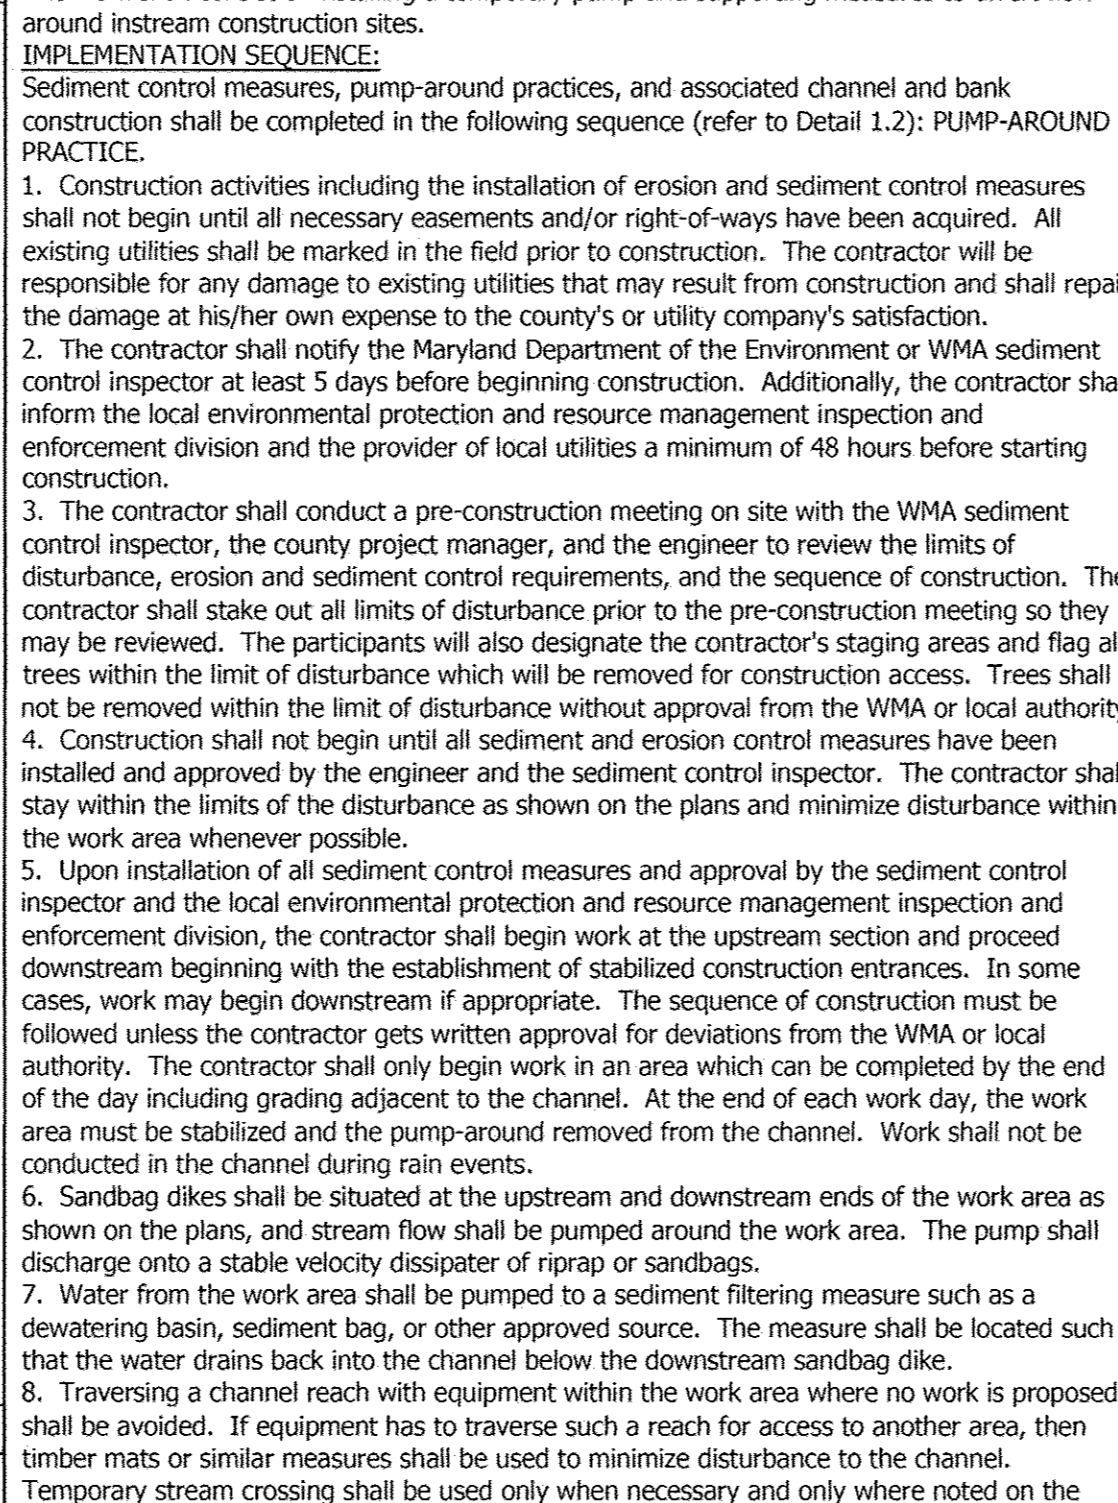 around instream construction sites.
IMPLEMENTATION SEQUENCE:
Sediment control measures, pump-around practices, and associated channel and bank
construction shall be completed in the following sequence (refer to Detail 1.2): PUMP-AROUND
PRACTICE.
1. Construction activities including the installation of erosion and sediment control measures
shall not begin until all necessary easements and/or right-of-ways have been acquired. All
existing utilities shall be marked in the field prior to construction. The contractor will be
responsible for any damage to existing utilities that may result from construction and shall repai
the damage at his/her own expense to the county's or utility company's satisfaction.
2. The contractor shall notify the Maryland Department of the Environment or WMA sediment
control inspector at least 5 days before beginning construction. Additionally, the contractor sha
inform the local environmental protection and resource management inspection and
enforcement division and the provider of local utilities a minimum of 48 hours before starting
construction.
3. The contractor shall conduct a pre-construction meeting on site with the WMA sediment
control inspector, the county project manager, and the engineer to review the limits of
disturbance, erosion and sediment control requirements, and the sequence of construction. The
contractor shall stake out all limits of disturbance prior to the pre-construction meeting so they
may be reviewed. The participants will also designate the contractor's staging areas and flag al
trees within the limit of disturbance which will be removed for construction access. Trees shall
not be removed within the limit of disturbance without approval from the WMA or local authority
4. Construction shall not begin until all sediment and erosion control measures have been
installed and approved by the engineer and the sediment control inspector. The contractor shal
stay within the limits of the disturbance as shown on the plans and minimize disturbance within
the work area whenever possible.
5. Upon installation of all sediment control measures and approval by the sediment control
inspector and the local environmental protection and resource management inspection and
enforcement division, the contractor shall begin work at the upstream section and proceed
downstream beginning with the establishment of stabilized construction entrances. In some
cases, work may begin downstream if appropriate. The sequence of construction must be
followed unless the contractor gets written approval for deviations from the WMA or local
authority. The contractor shall only begin work in an area which can be completed by the end
of the day including grading adjacent to the channel. At the end of each work day, the work
area must be stabilized and the pump-around removed from the channel. Work shall not be
conducted in the channel during rain events.
6. Sandbag dikes shall be situated at the upstream and downstream ends of the work area as
shown on the plans, and stream flow shall be pumped around the work area. The pump shall
discharge onto a stable velocity dissipater of riprap or sandbags.
7. Water from the work area shall be pumped to a sediment filtering measure such as a
dewatering basin, sediment bag, or other approved source. The measure shall be located such
that the water drains back into the channel below the downstream sandbag dike.
8. Traversing a channel reach with equipment within the work area where no work is proposed
shall be avoided. If equipment has to traverse such a reach for access to another area, then
timber mats or similar measures shall be used to minimize disturbance to the channel.
Temporary stream crossing shall be used only when necessary and only where noted on the